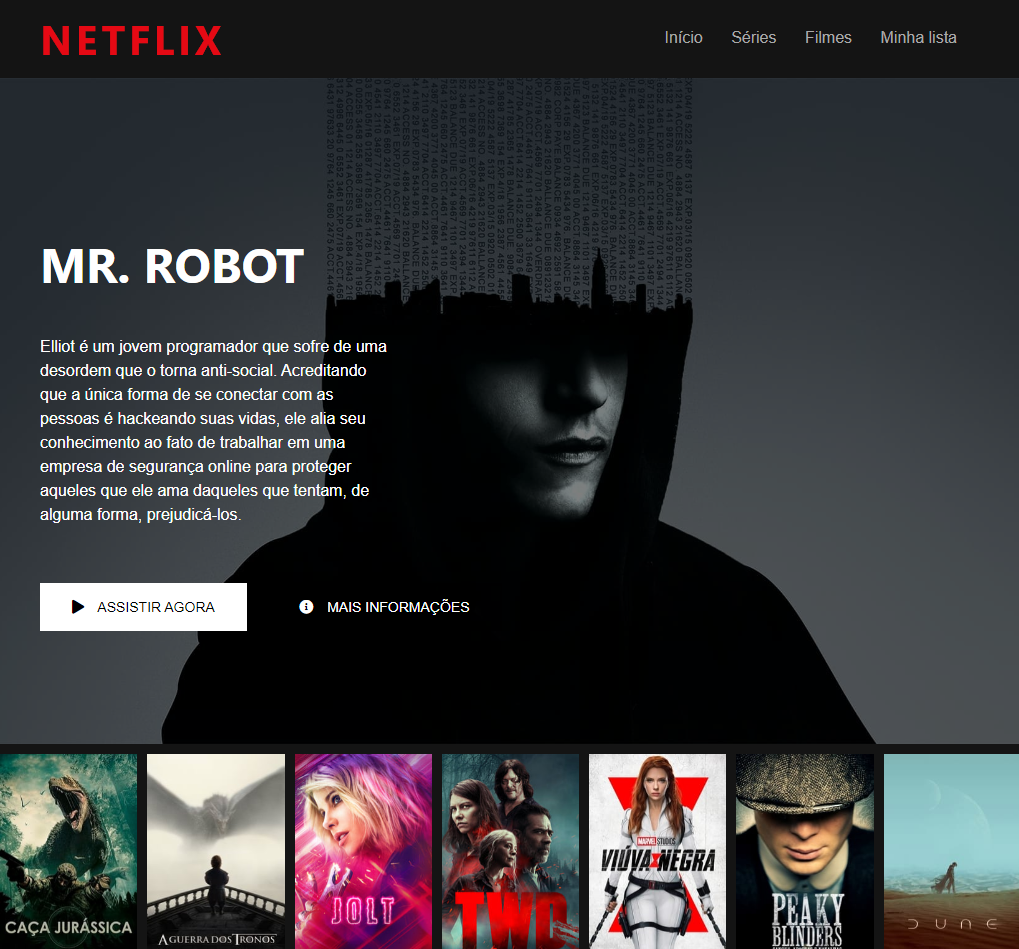 NETFLIX
Início Séries Filmes Minha lista
MR. ROBOT
Elliot é um jovem programador que sofre de uma
desordem que o torna anti-social. Acreditando
que a única forma de se conectar com as
pessoas é hackeando suas vidas, ele alia seu
conhecimento ao fato de trabalhar em uma
empresa de segurança online para proteger
aqueles que ele ama daqueles que tentam, de
alguma forma, prejudicá-los.
ASSISTIR AGORA
MAIS INFORMAÇÕES
CAÇA JURÁSSICA
A GUERRA DOS TRONOS
JOLT
TWD
MARVEL STUDIOS
VIÚVA NEGRA
PEAKY
BLINDERS
DUNE